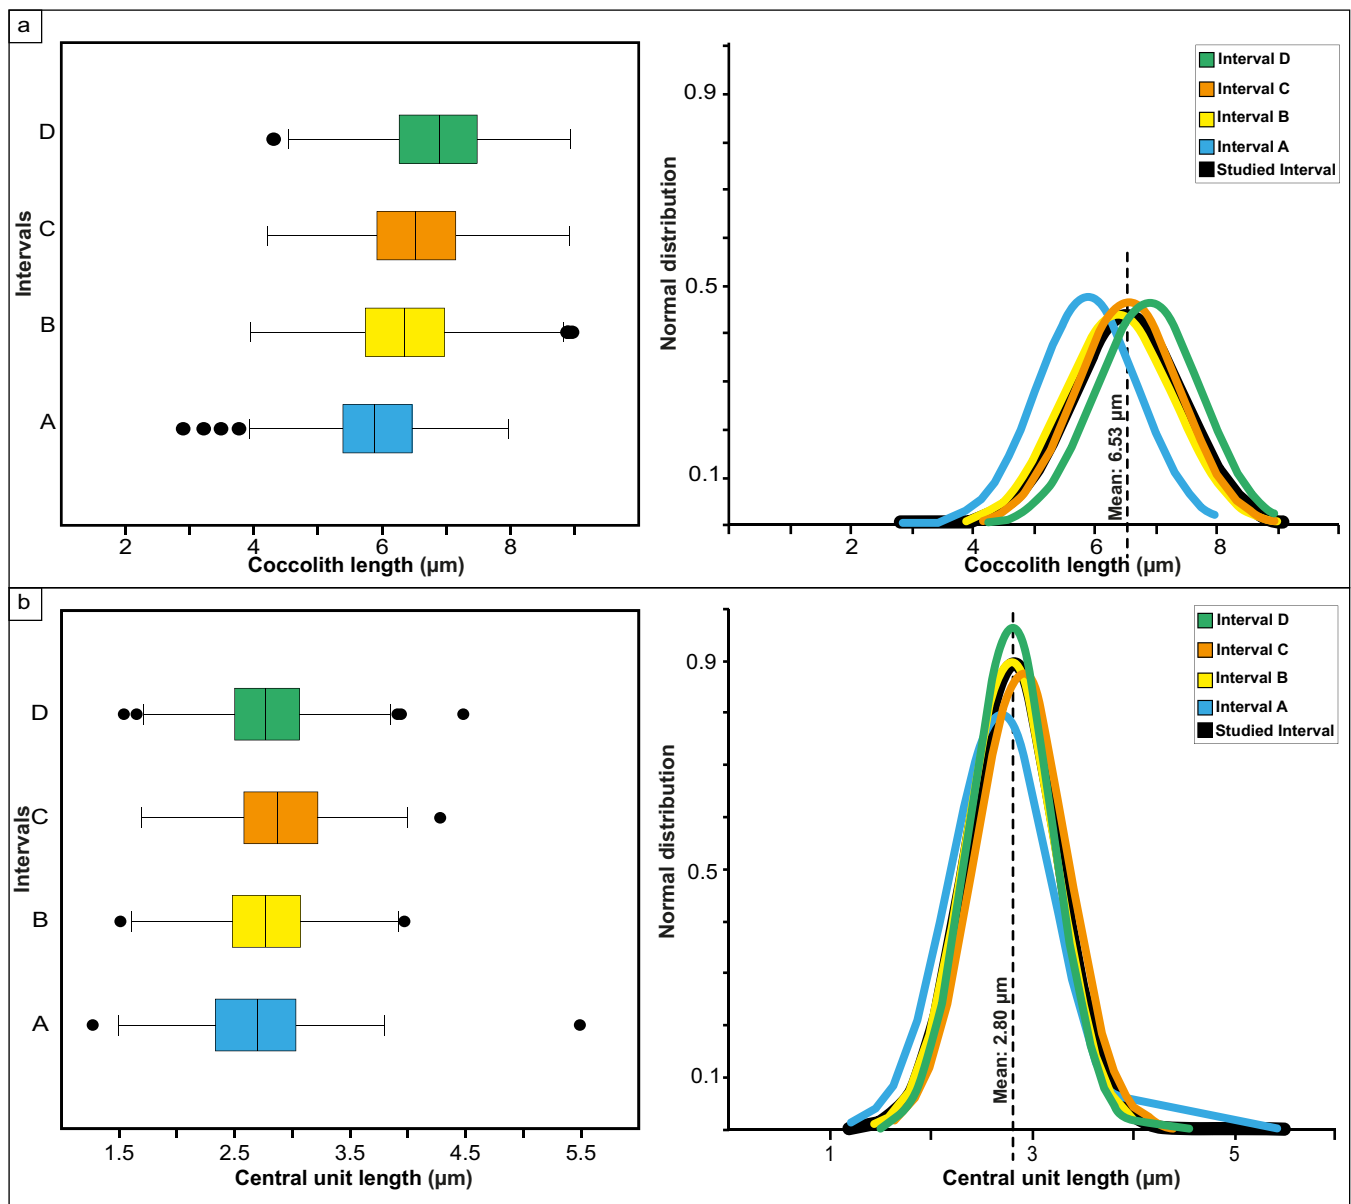 a
D
C
B
A
Intervals
2
4
6
8
Coccolith length (µm)
0.9
0.5
0.1
Normal distribution
Mean: 6.53 µm
2
4
6
8
Coccolith length (µm)
Interval D
Interval C
Interval B
Interval A
Studied Interval
b
D
C
B
A
Intervals
1.5
2.5
3.5
4.5
5.5
Central unit length (µm)
0.9
0.5
0.1
Normal distribution
Mean: 2.80 µm
1
3
5
Central unit length (µm)
Interval D
Interval C
Interval B
Interval A
Studied Interval